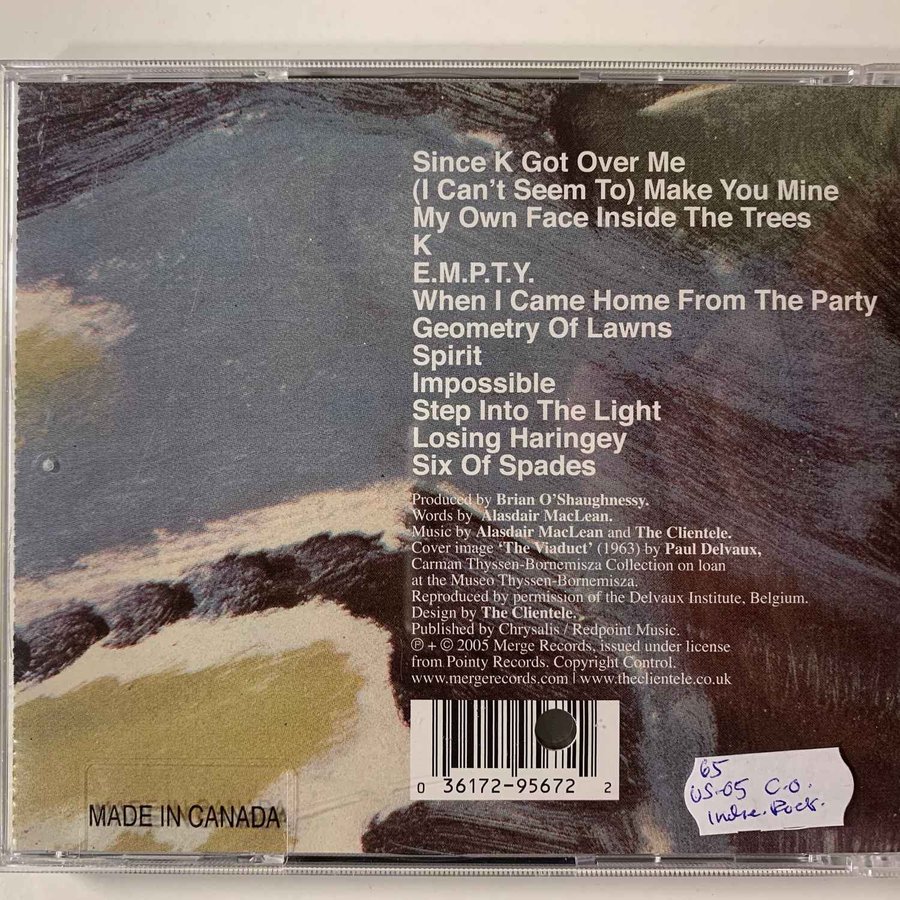 Since K Got Over Me
(I Can't Seem To) Make You Mine
My Own Face Inside The Trees
K
E.M.P.T.Y.
When I Came Home From The Party
Geometry Of Lawns
Spirit
Impossible
Step Into The Light
Losing Haringey
Six Of Spades
Produced by Brian O'Shaughnessy.
Words by Alasdair MacLean.
Music by Alasdair MacLean and The Clientele.
Cover image 'The Viaduct' (1963) by Paul Delvaux,
Carman Thyssen-Bornemisza Collection on loan
at the Museo Thyssen-Bornemisza.
Reproduced by permission of the Delvaux Institute, Belgium.
Design by The Clientele.
Published by Chrysalis / Redpoint Music.
℗ + © 2005 Merge Records, issued under license
from Pointy Records. Copyright Control.
www.mergerecords.com | www.theclientele.co.uk
0 36172-95672 2
MADE IN CANADA
65
US-05 C.O.
Indie.Rock.